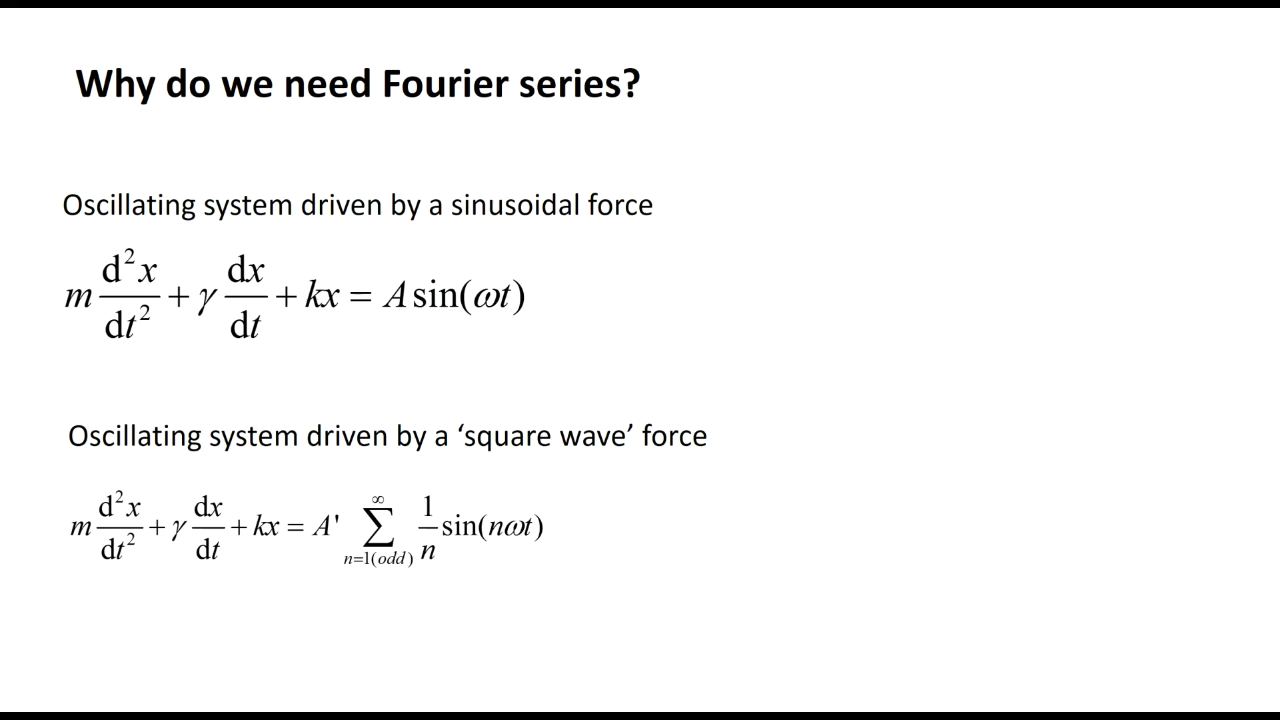 Why do we need Fourier series?
Oscillating system driven by a sinusoidal force
m d²x/dt² + γ dx/dt + kx = A sin(ωt)
Oscillating system driven by a ‘square wave’ force
m d²x/dt² + γ dx/dt + kx = A' ∑_{n=1(odd)}^{∞} 1/n sin(nωt)